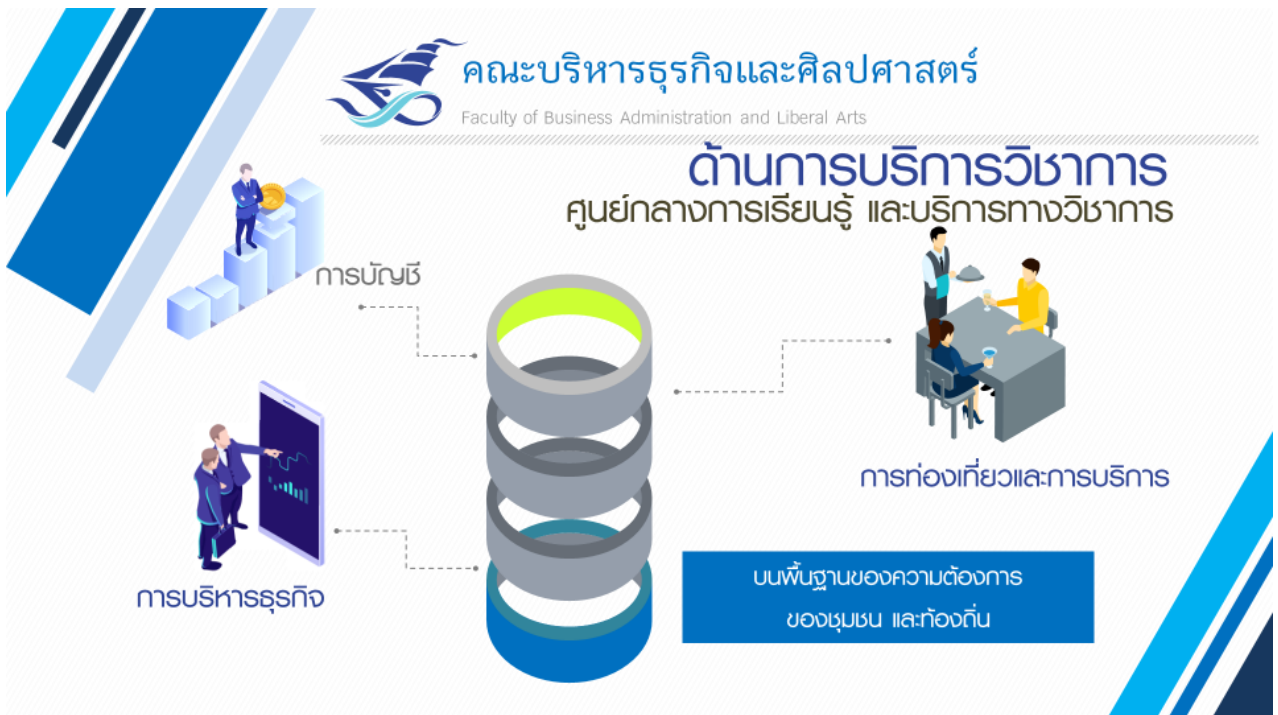 คณะบริหารธุรกิจและศิลปศาสตร์
Faculty of Business Administration and Liberal Arts
ด้านการบริการวิชาการ
ศูนย์กลางการเรียนรู้ และบริการทางวิชาการ
การบัญชี
การท่องเที่ยวและการบริการ
การบริหารธุรกิจ
บนพื้นฐานของความต้องการ
ของชุมชน และท้องถิ่น